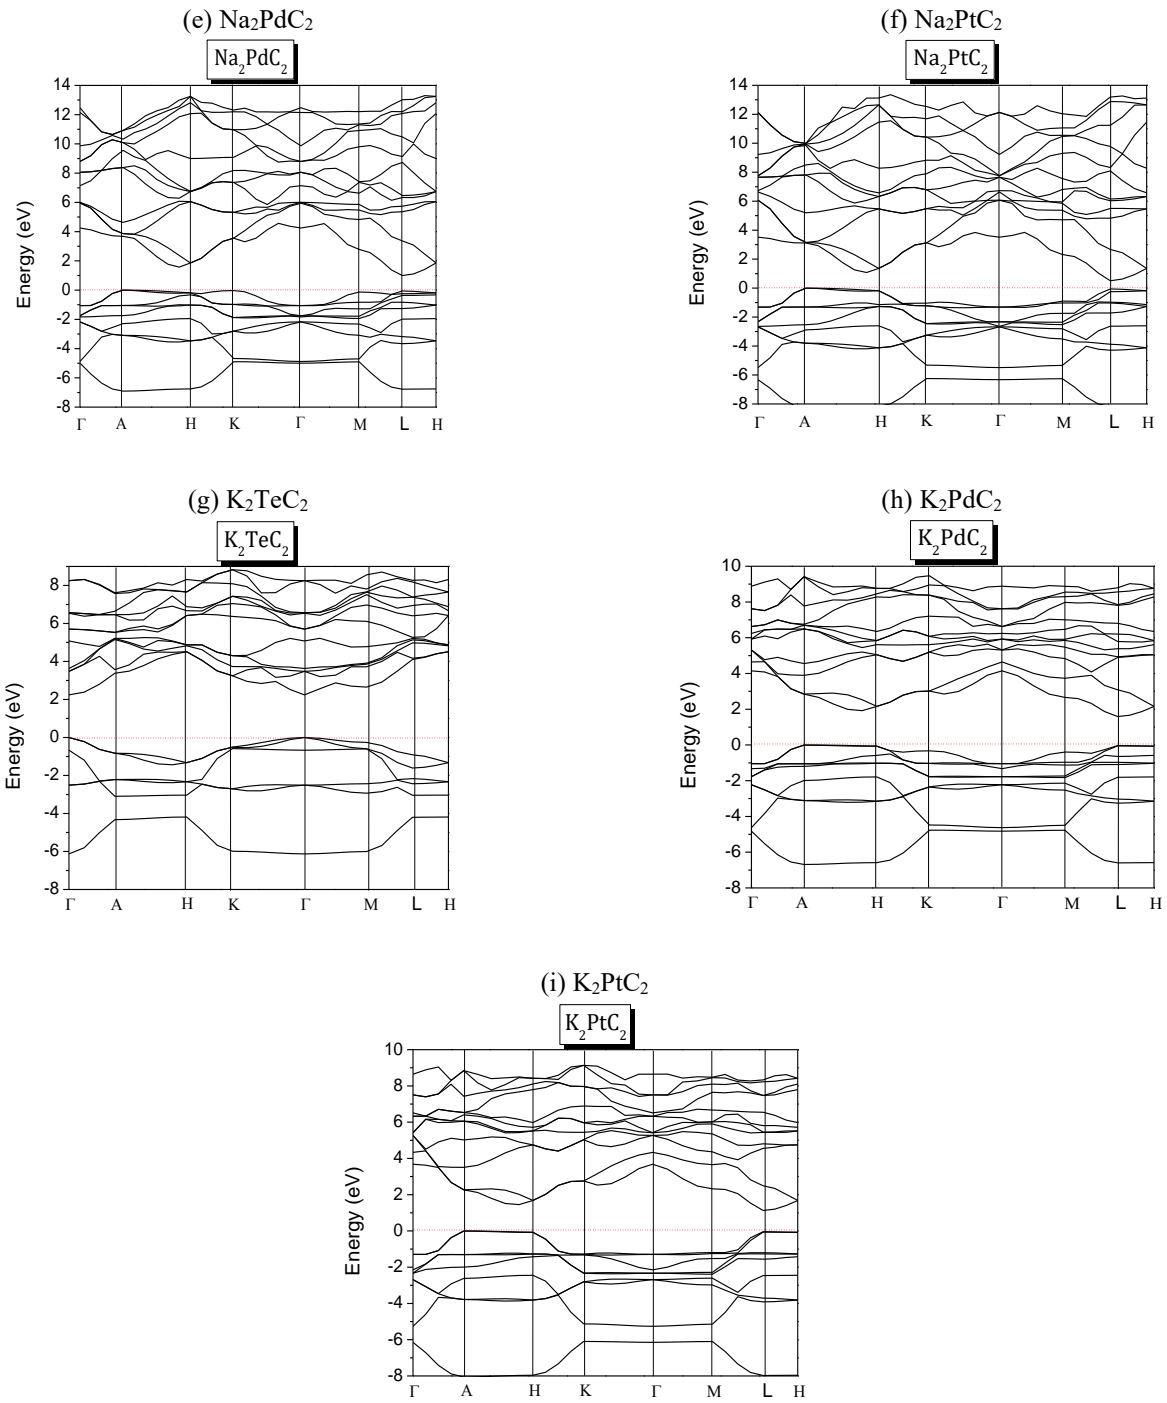 (e) Na₂PdC₂
(f) Na₂PtC₂
Na₂PdC₂
Na₂PtC₂
14
12
10
8
6
4
2
0
-2
-4
-6
-8
Energy (eV)
Γ A H K Γ M L H
14
12
10
8
6
4
2
0
-2
-4
-6
-8
Energy (eV)
Γ A H K Γ M L H
(g) K₂TeC₂
(h) K₂PdC₂
K₂TeC₂
K₂PdC₂
8
6
4
2
0
-2
-4
-6
-8
Energy (eV)
Γ A H K Γ M L H
10
8
6
4
2
0
-2
-4
-6
-8
Energy (eV)
Γ A H K Γ M L H
(i) K₂PtC₂
K₂PtC₂
10
8
6
4
2
0
-2
-4
-6
-8
Energy (eV)
Γ A H K Γ M L H